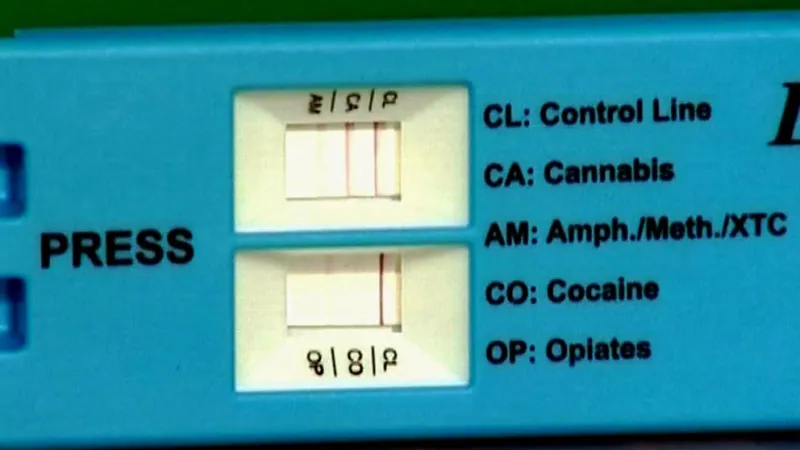 AM | CA | CL
CL: Control Line
CA: Cannabis
AM: Amph./Meth./XTC
PRESS
CO: Cocaine
OP: Opiates
OP | CO | CL